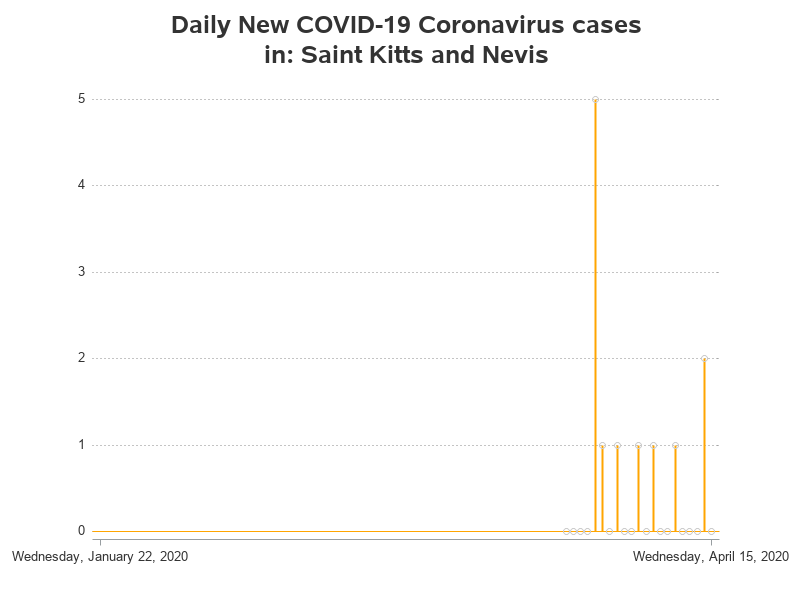 Daily New COVID-19 Coronavirus cases
in: Saint Kitts and Nevis
5
4
3
2
1
0
Wednesday, January 22, 2020
Wednesday, April 15, 2020